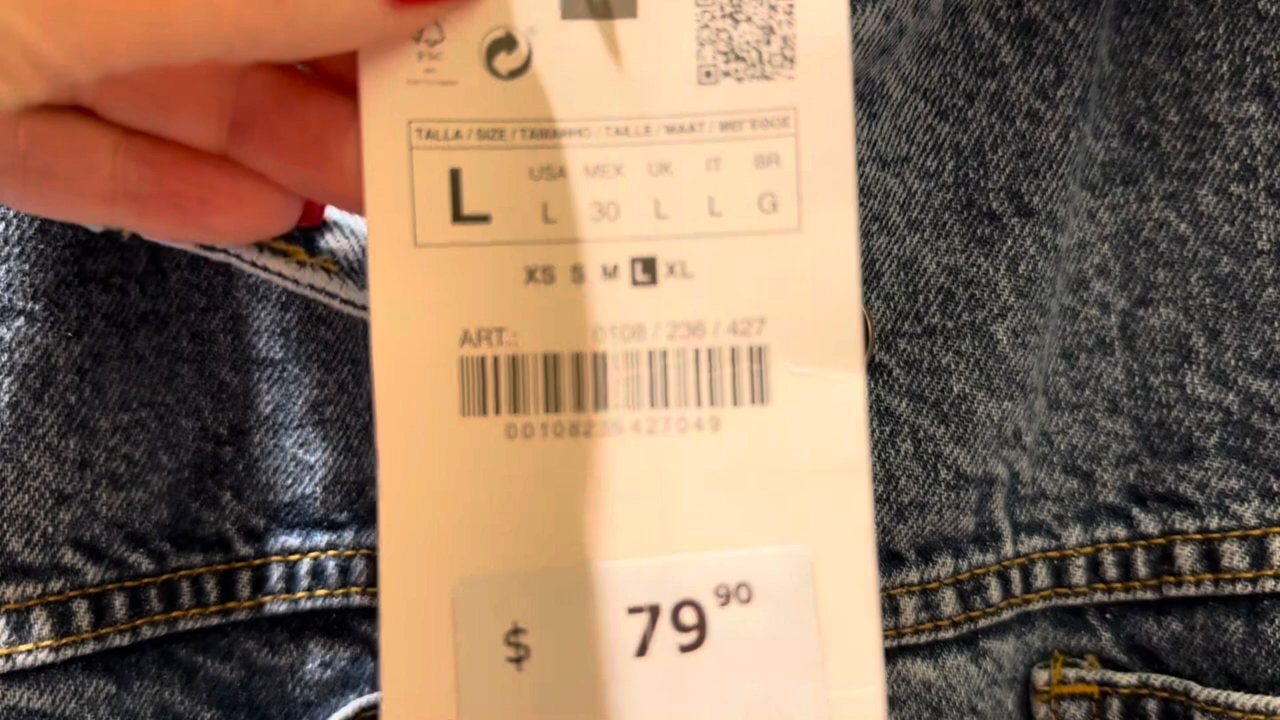 FSC
TALLA / SIZE / TAMANHO / TAILLE / MAAT /
L USA MEX UK IT BR
L 30 L L G
XS S M L XL
ART.: 0108 / 236 / 427
00108236427049
$ 79 90